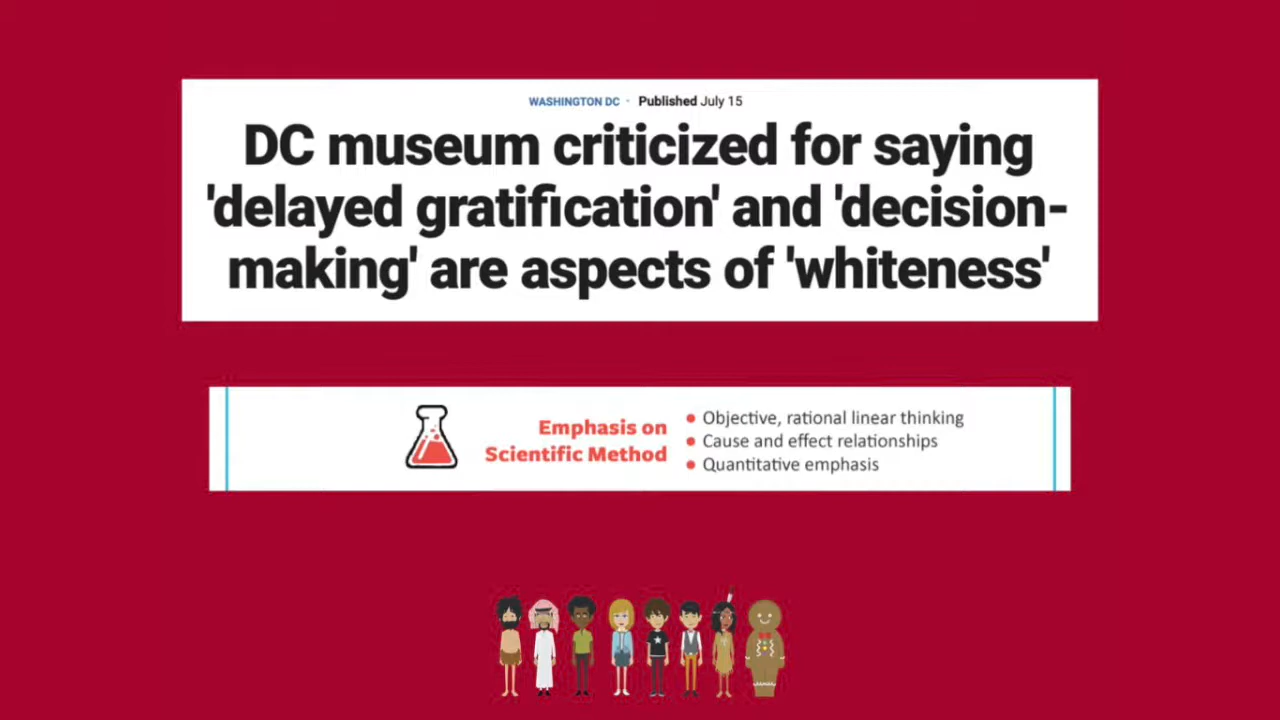 WASHINGTON DC · Published July 15
DC museum criticized for saying
'delayed gratification' and 'decision-
making' are aspects of 'whiteness'
Emphasis on
Scientific Method
• Objective, rational linear thinking
• Cause and effect relationships
• Quantitative emphasis